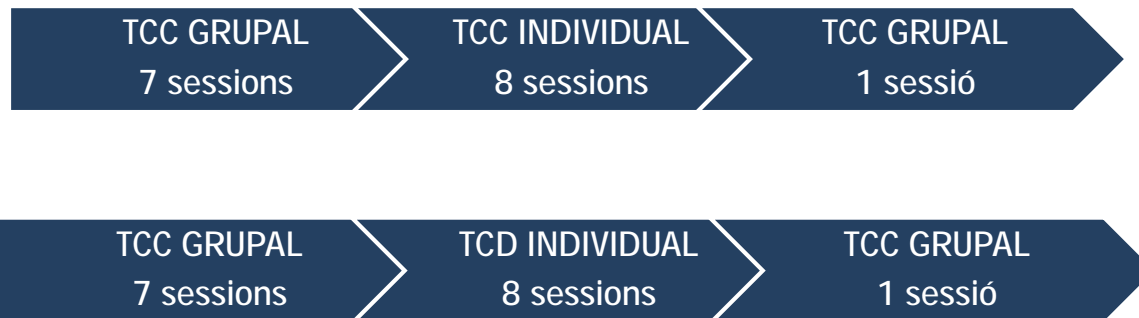 TCC GRUPAL
7 sessions
TCC INDIVIDUAL
8 sessions
TCC GRUPAL
1 sessió
TCC GRUPAL
7 sessions
TCD INDIVIDUAL
8 sessions
TCC GRUPAL
1 sessió